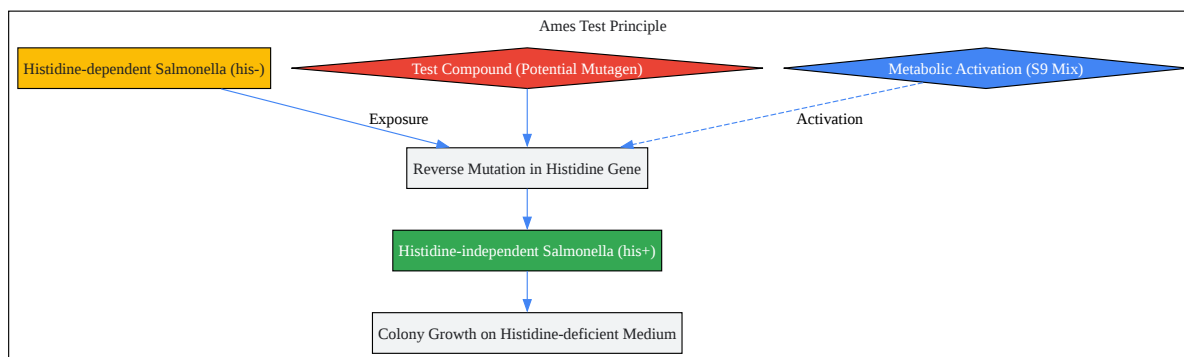 Ames Test Principle
Histidine-dependent Salmonella (his-)
Test Compound (Potential Mutagen)
Metabolic Activation (S9 Mix)
Exposure
Activation
Reverse Mutation in Histidine Gene
Histidine-independent Salmonella (his+)
Colony Growth on Histidine-deficient Medium